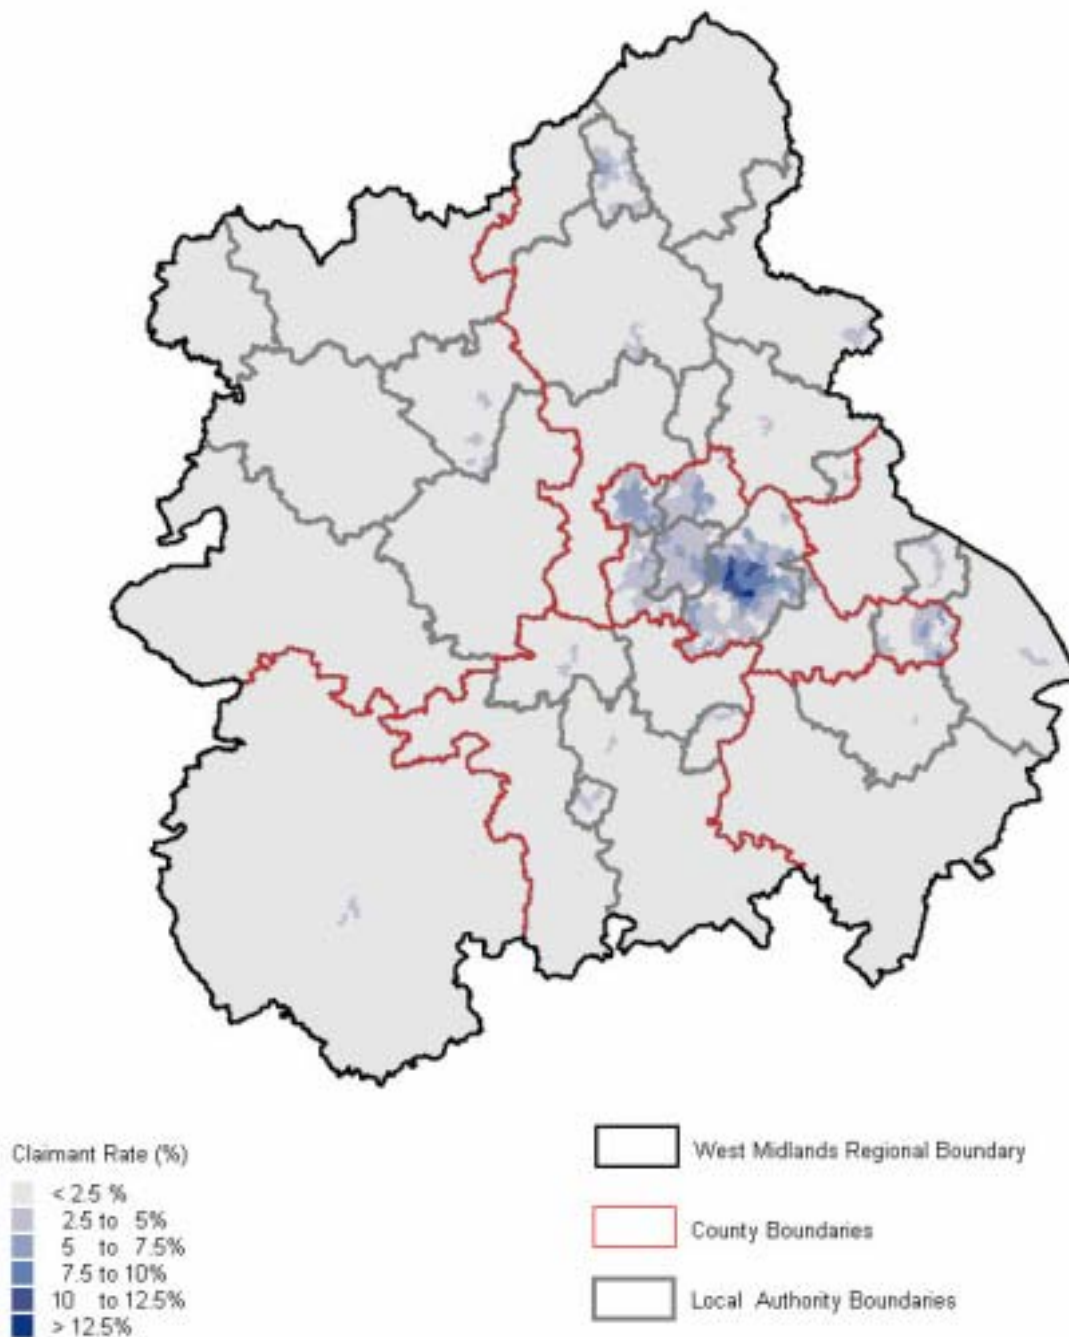 Claimant Rate (%)
< 2.5 %
2.5 to 5%
5 to 7.5%
7.5 to 10%
10 to 12.5%
> 12.5%
West Midlands Regional Boundary
County Boundaries
Local Authority Boundaries